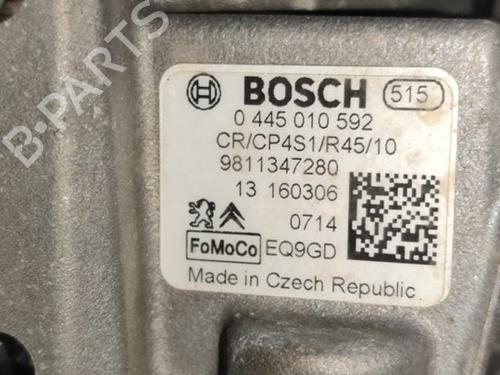 BOSCH 515
0 445 010 592
CR/CP4S1/R45/10
9811347280
13 160306
0714
FoMoCo EQ9GD
Made in Czech Republic
B-PARTS